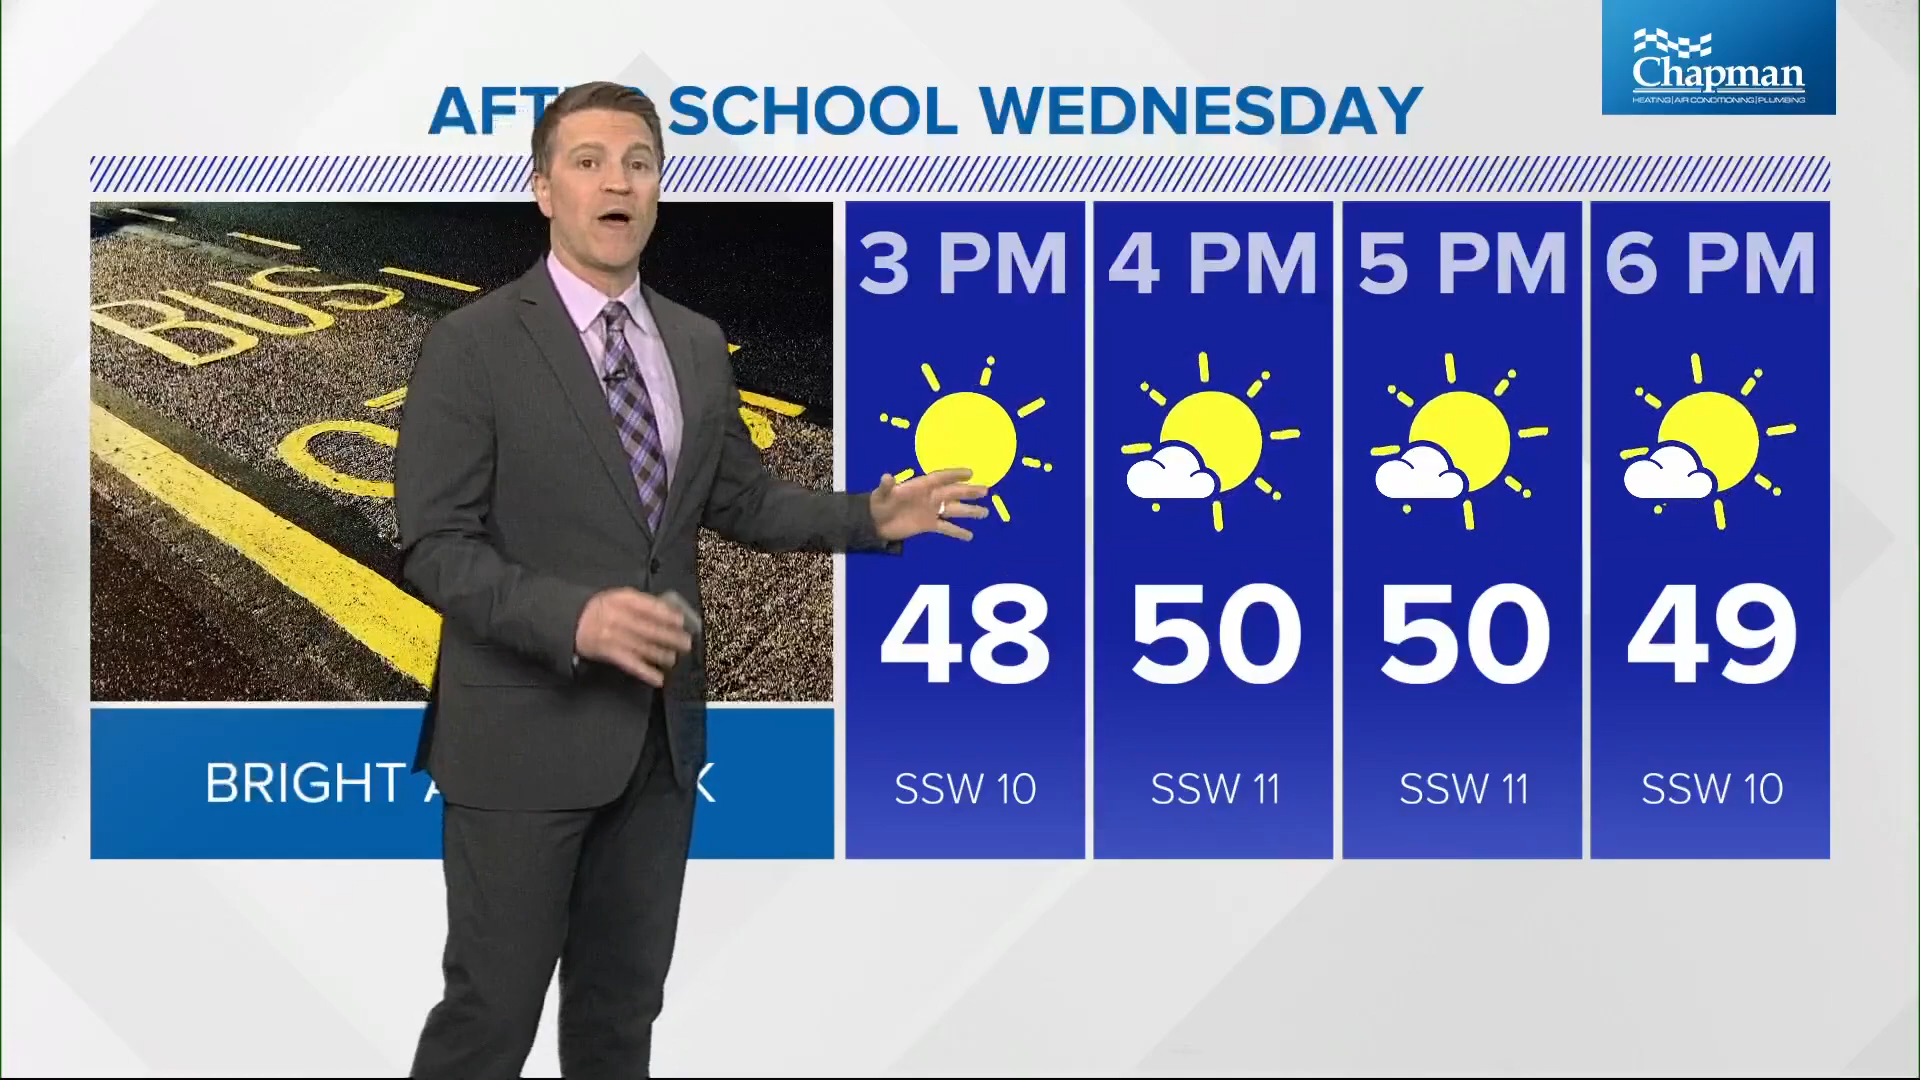 Chapman
HEATING|AIR CONDITIONING|PLUMBING
SCHOOL WEDNESDAY
BUS
3 PM
4 PM
5 PM
6 PM
48
50
50
49
BRIGHT
SSW 10
SSW 11
SSW 11
SSW 10